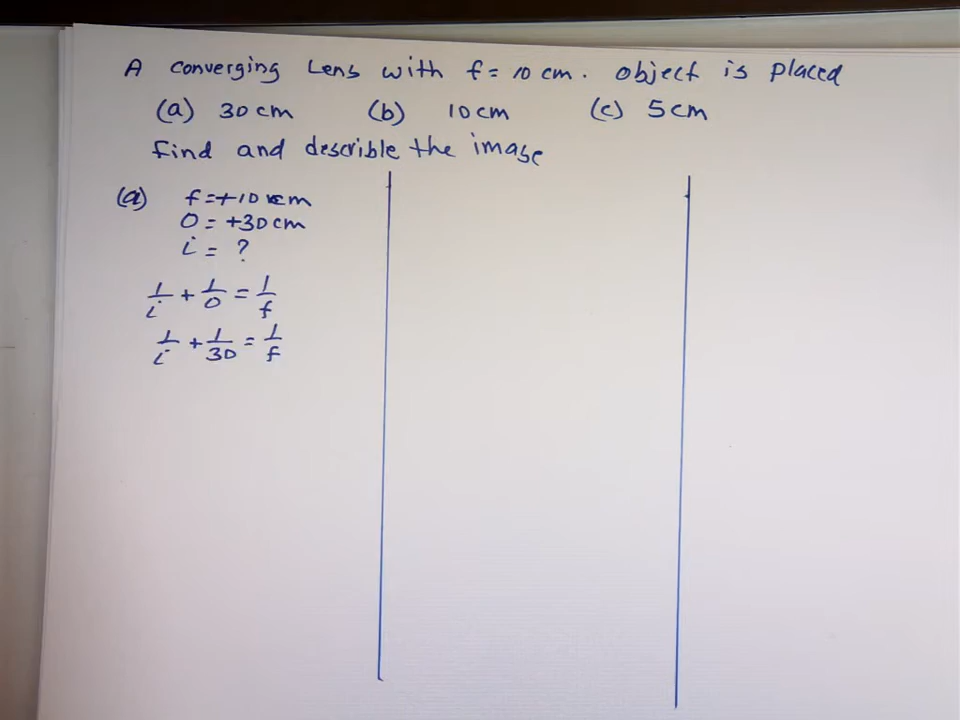 A converging Lens with f = 10 cm. object is placed
(a) 30 cm (b) 10 cm (c) 5 cm
find and describle the image
(a) f = +10 cm
O = +30 cm
i = ?
1/i + 1/O = 1/f
1/i + 1/30 = 1/f